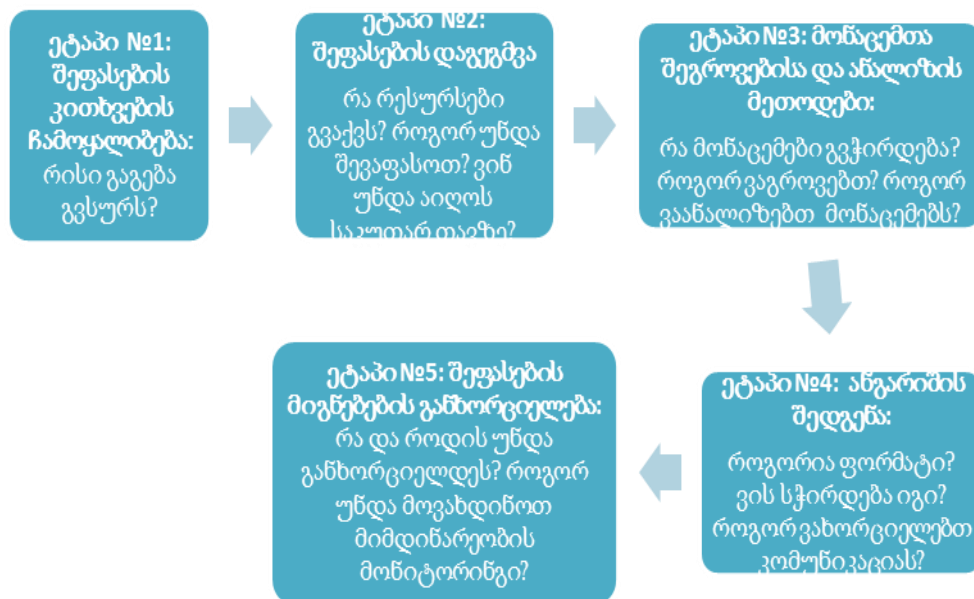 ეტაპი №1:
შეფასების
კითხვების
ჩამოყალიბება:
რისი გაგება
გვსურს?
ეტაპი №2:
შეფასების დაგეგმვა
რა რესურსები
გვაქვს? როგორ უნდა
შევაფასოთ? ვინ
უნდა აიღოს
საკუთარ თავზე?
ეტაპი №3: მონაცემთა
შეგროვებისა და ანალიზის
მეთოდები:
რა მონაცემები გვჭირდება?
როგორ ვაგროვებთ? როგორ
ვაანალიზებთ მონაცემებს?
ეტაპი №4: ანგარიშის
შედგენა:
როგორია ფორმატი?
ვის სჭირდება იგი?
როგორ ვახორციელებთ
კომუნიკაციას?
ეტაპი №5: შეფასების
მიგნებების განხორციელება:
რა და როდის უნდა
განხორციელდეს? როგორ
უნდა მოვახდინოთ
მიმდინარეობის
მონიტორინგი?